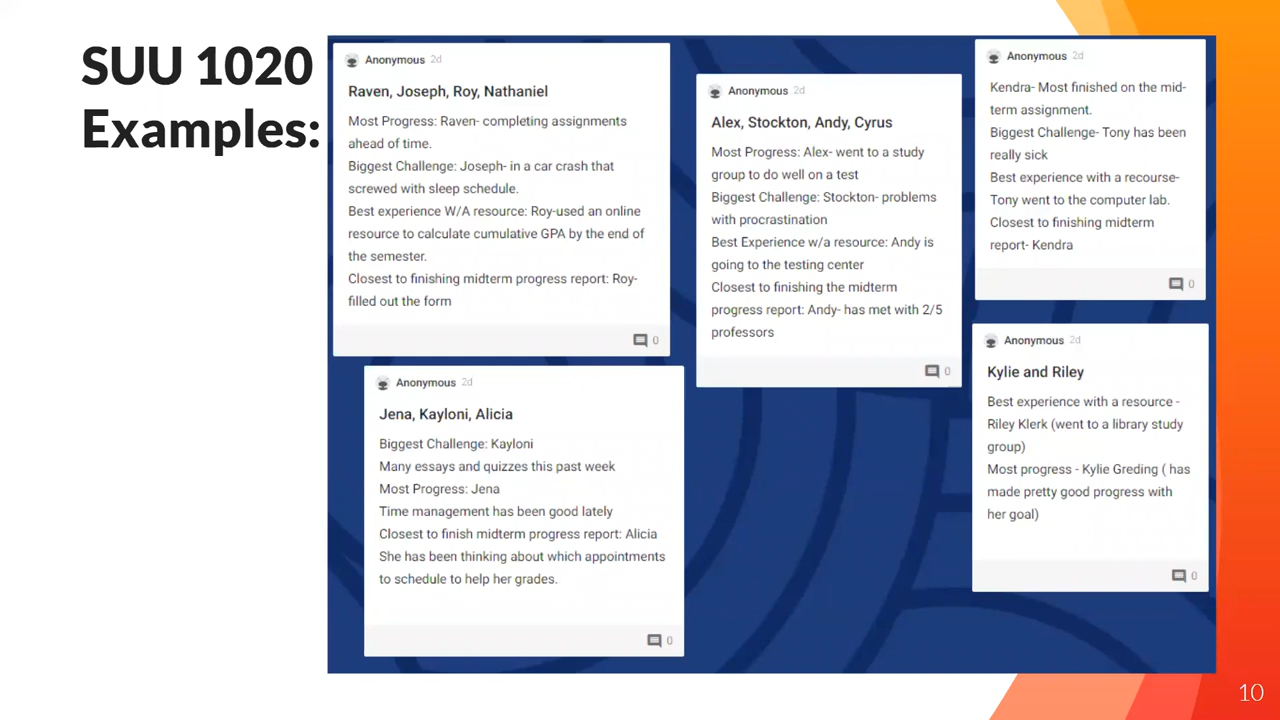 SUU 1020
Examples:
Anonymous 2d
Raven, Joseph, Roy, Nathaniel
Most Progress: Raven- completing assignments
ahead of time.
Biggest Challenge: Joseph- in a car crash that
screwed with sleep schedule.
Best experience W/A resource: Roy-used an online
resource to calculate cumulative GPA by the end of
the semester.
Closest to finishing midterm progress report: Roy-
filled out the form
0
Anonymous 2d
Jena, Kayloni, Alicia
Biggest Challenge: Kayloni
Many essays and quizzes this past week
Most Progress: Jena
Time management has been good lately
Closest to finish midterm progress report: Alicia
She has been thinking about which appointments
to schedule to help her grades.
0
Anonymous 2d
Alex, Stockton, Andy, Cyrus
Most Progress: Alex- went to a study
group to do well on a test
Biggest Challenge: Stockton- problems
with procrastination
Best Experience w/a resource: Andy is
going to the testing center
Closest to finishing the midterm
progress report: Andy- has met with 2/5
professors
0
Anonymous 2d
Kendra- Most finished on the mid-
term assignment.
Biggest Challenge- Tony has been
really sick
Best experience with a recourse-
Tony went to the computer lab.
Closest to finishing midterm
report- Kendra
0
Anonymous 2d
Kylie and Riley
Best experience with a resource -
Riley Klerk (went to a library study
group)
Most progress - Kylie Greding ( has
made pretty good progress with
her goal)
0
10